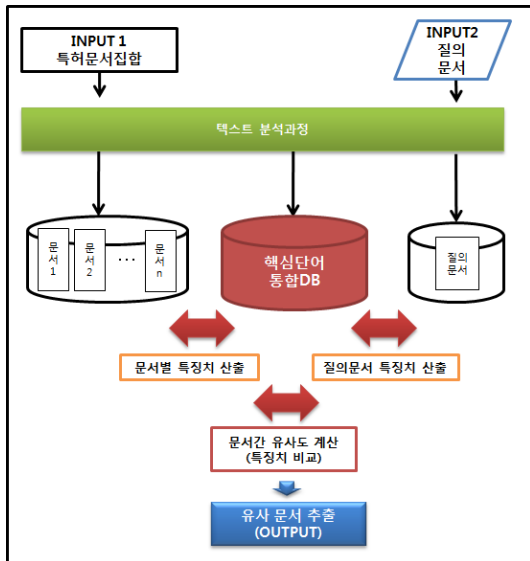 INPUT 1
특허문서집합
INPUT2
질의
문서
텍스트 분석과정
문서1
문서2
...
문서n
핵심단어
통합DB
질의
문서
문서별 특징치 산출
질의문서 특징치 산출
문서간 유사도 계산
(특징치 비교)
유사 문서 추출
(OUTPUT)